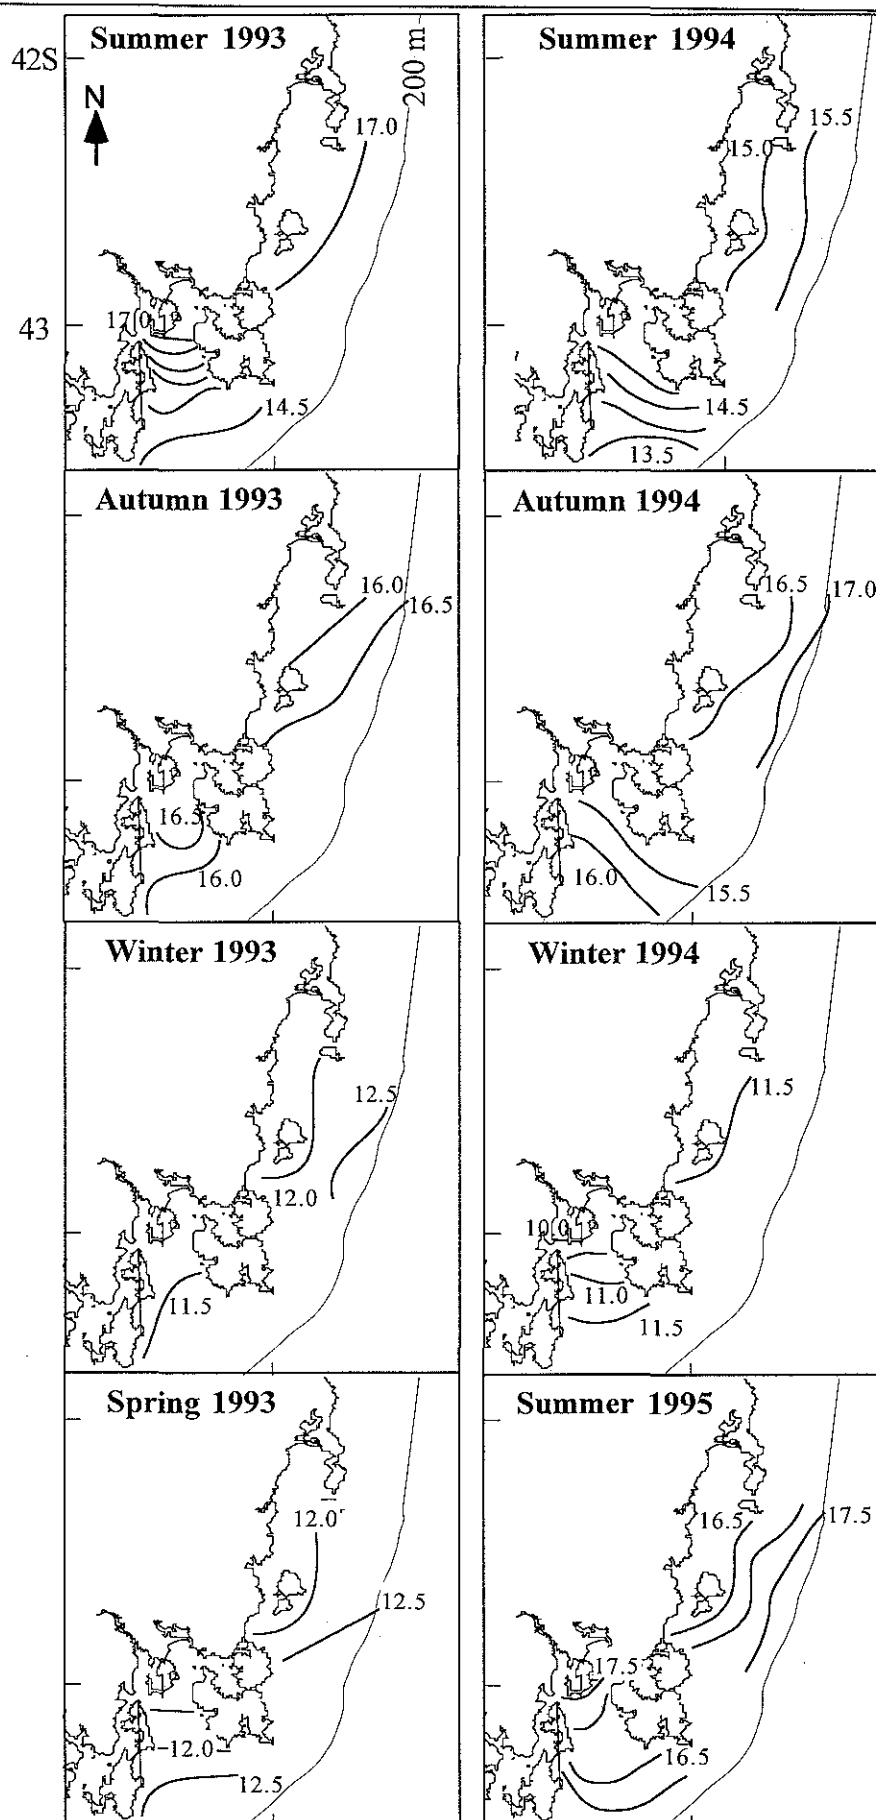 Summer 1993
42S
N
200 m
17.0
17.0
43
14.5
Summer 1994
15.5
15.0
14.5
13.5
Autumn 1993
16.0
16.5
16.5
16.0
Autumn 1994
16.5
17.0
16.0
15.5
Winter 1993
12.5
12.0
11.5
Winter 1994
11.5
10.0
11.0
11.5
Spring 1993
12.0
12.5
12.0
12.5
Summer 1995
16.5
17.5
17.5
16.5